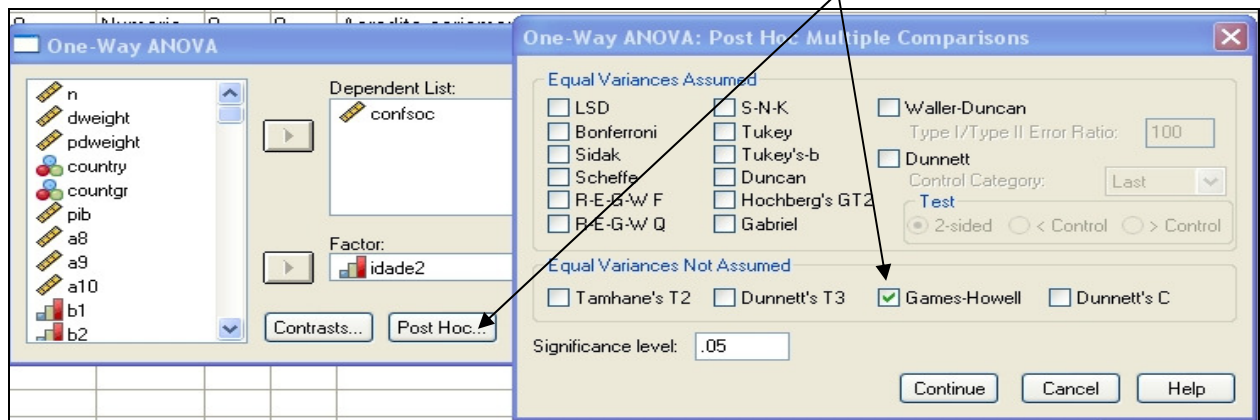 Numeric
One-Way ANOVA
n
dweight
pdweight
country
countgr
pib
a8
a9
a10
b1
b2
Dependent List:
confsoc
Factor:
idade2
Contrasts...
Post Hoc...
One-Way ANOVA: Post Hoc Multiple Comparisons
Equal Variances Assumed
LSD
Bonferroni
Sidak
Scheffe
R-E-G-W F
R-E-G-W Q
S-N-K
Tukey
Tukey's-b
Duncan
Hochberg's GT2
Gabriel
Waller-Duncan
Type I/Type II Error Ratio: 100
Dunnett
Control Category: Last
Test
2-sided < Control > Control
Equal Variances Not Assumed
Tamhane's T2 Dunnett's T3 Games-Howell Dunnett's C
Significance level: .05
Continue Cancel Help